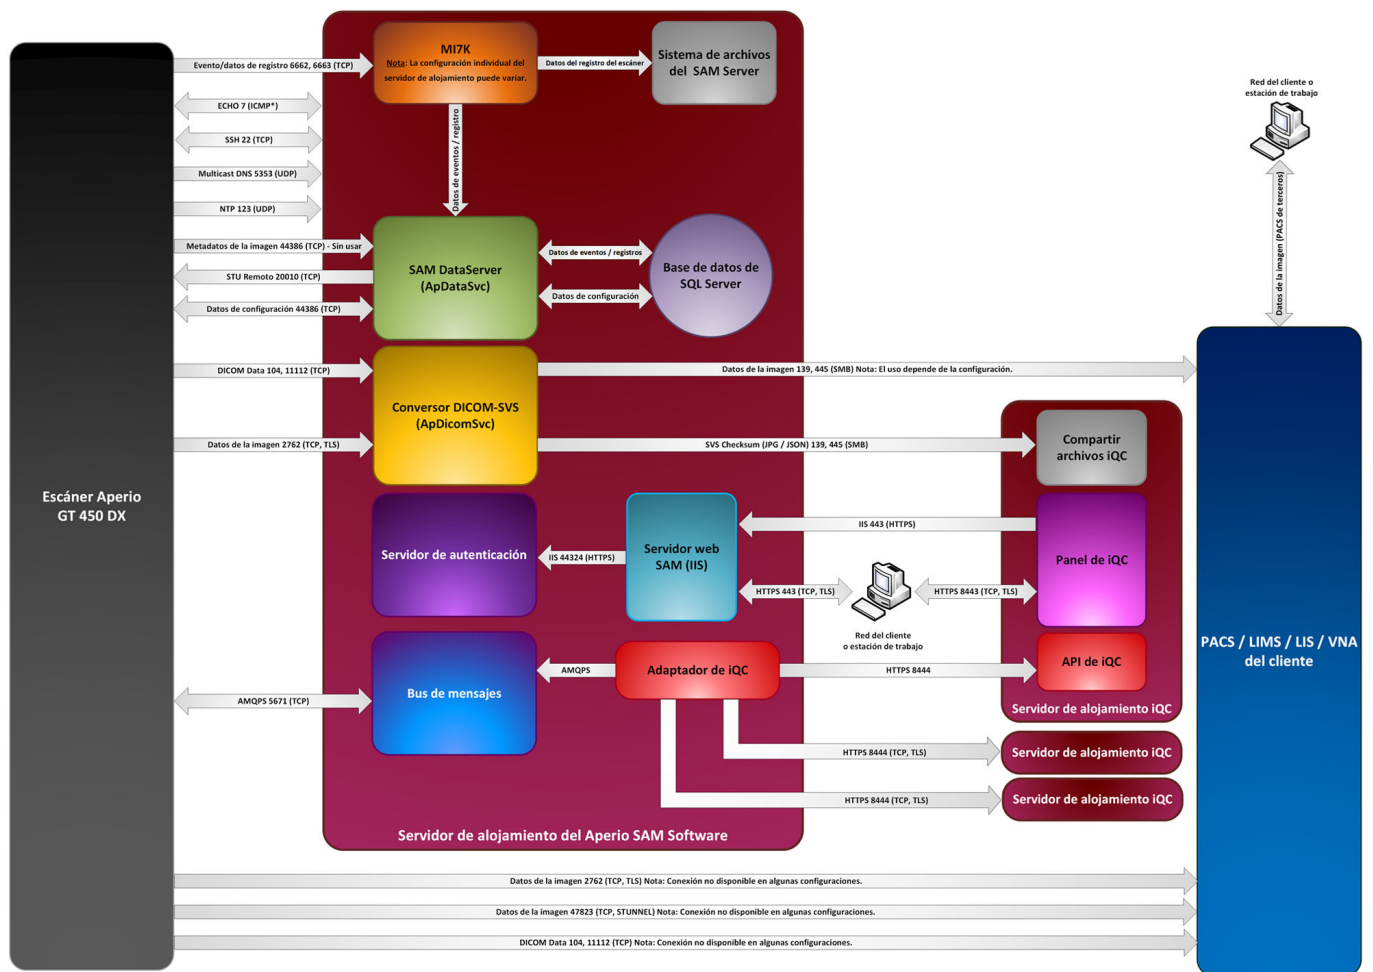 Escáner Aperio
GT 450 DX
Evento/datos de registro 6662, 6663 (TCP)
ECHO 7 (ICMP*)
SSH 22 (TCP)
Multicast DNS 5353 (UDP)
NTP 123 (UDP)
Metadatos de la imagen 44386 (TCP) - Sin usar
STU Remoto 20010 (TCP)
Datos de configuración 44386 (TCP)
DICOM Data 104, 11112 (TCP)
Datos de la imagen 2762 (TCP, TLS)
AMQPS 5671 (TCP)
MI7K
Nota: La configuración individual del
servidor de alojamiento puede variar.
Datos del registro del escáner
Sistema de archivos
del SAM Server
Datos de eventos / registro
SAM DataServer
(ApDataSvc)
Datos de eventos / registros
Datos de configuración
Base de datos de
SQL Server
Conversor DICOM-SVS
(ApDicomSvc)
Datos de la imagen 139, 445 (SMB) Nota: El uso depende de la configuración.
SVS Checksum (JPG / JSON) 139, 445 (SMB)
Servidor de autenticación
IIS 44324 (HTTPS)
Servidor web
SAM (IIS)
IIS 443 (HTTPS)
HTTPS 443 (TCP, TLS)
HTTPS 8443 (TCP, TLS)
Red del cliente
o estación de trabajo
Bus de mensajes
AMQPS
Adaptador de iQC
HTTPS 8444
HTTPS 8444 (TCP, TLS)
HTTPS 8444 (TCP, TLS)
Servidor de alojamiento del Aperio SAM Software
Compartir
archivos iQC
Panel de iQC
API de iQC
Servidor de alojamiento iQC
Servidor de alojamiento iQC
Servidor de alojamiento iQC
Red del cliente o
estación de trabajo
Datos de la imagen (PACS de terceros)
PACS / LIMS / LIS / VNA
del cliente
Datos de la imagen 2762 (TCP, TLS) Nota: Conexión no disponible en algunas configuraciones.
Datos de la imagen 47823 (TCP, STUNNEL) Nota: Conexión no disponible en algunas configuraciones.
DICOM Data 104, 11112 (TCP) Nota: Conexión no disponible en algunas configuraciones.